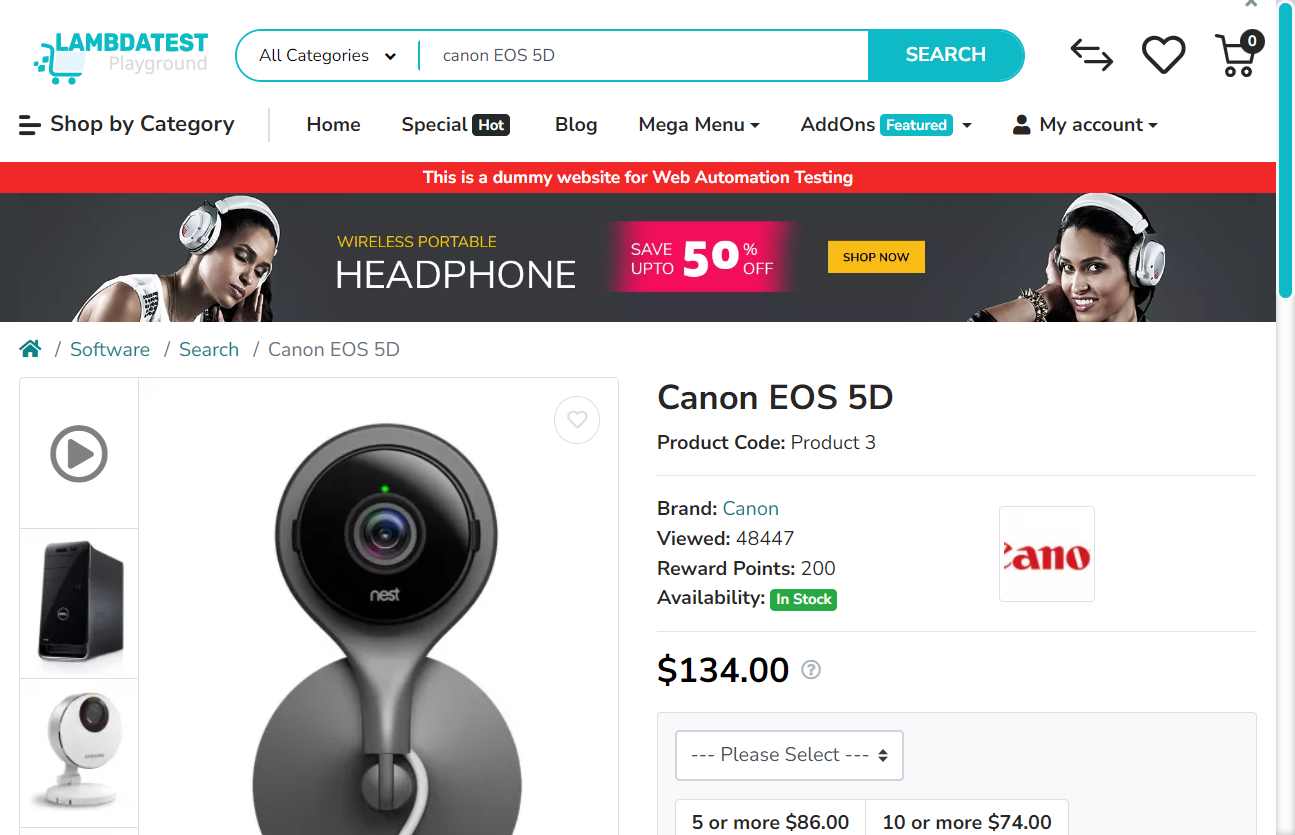 LAMBDATEST
Playground
All Categories
canon EOS 5D
SEARCH
0
Shop by Category
Home
Special Hot
Blog
Mega Menu
AddOns Featured
My account
This is a dummy website for Web Automation Testing
WIRELESS PORTABLE
HEADPHONE
SAVE
UPTO
50
%
OFF
SHOP NOW
/ Software / Search / Canon EOS 5D
Canon EOS 5D
Product Code: Product 3
Brand: Canon
Viewed: 48447
Reward Points: 200
Availability: In Stock
cano
$134.00 ?
nest
--- Please Select ---
5 or more $86.00
10 or more $74.00